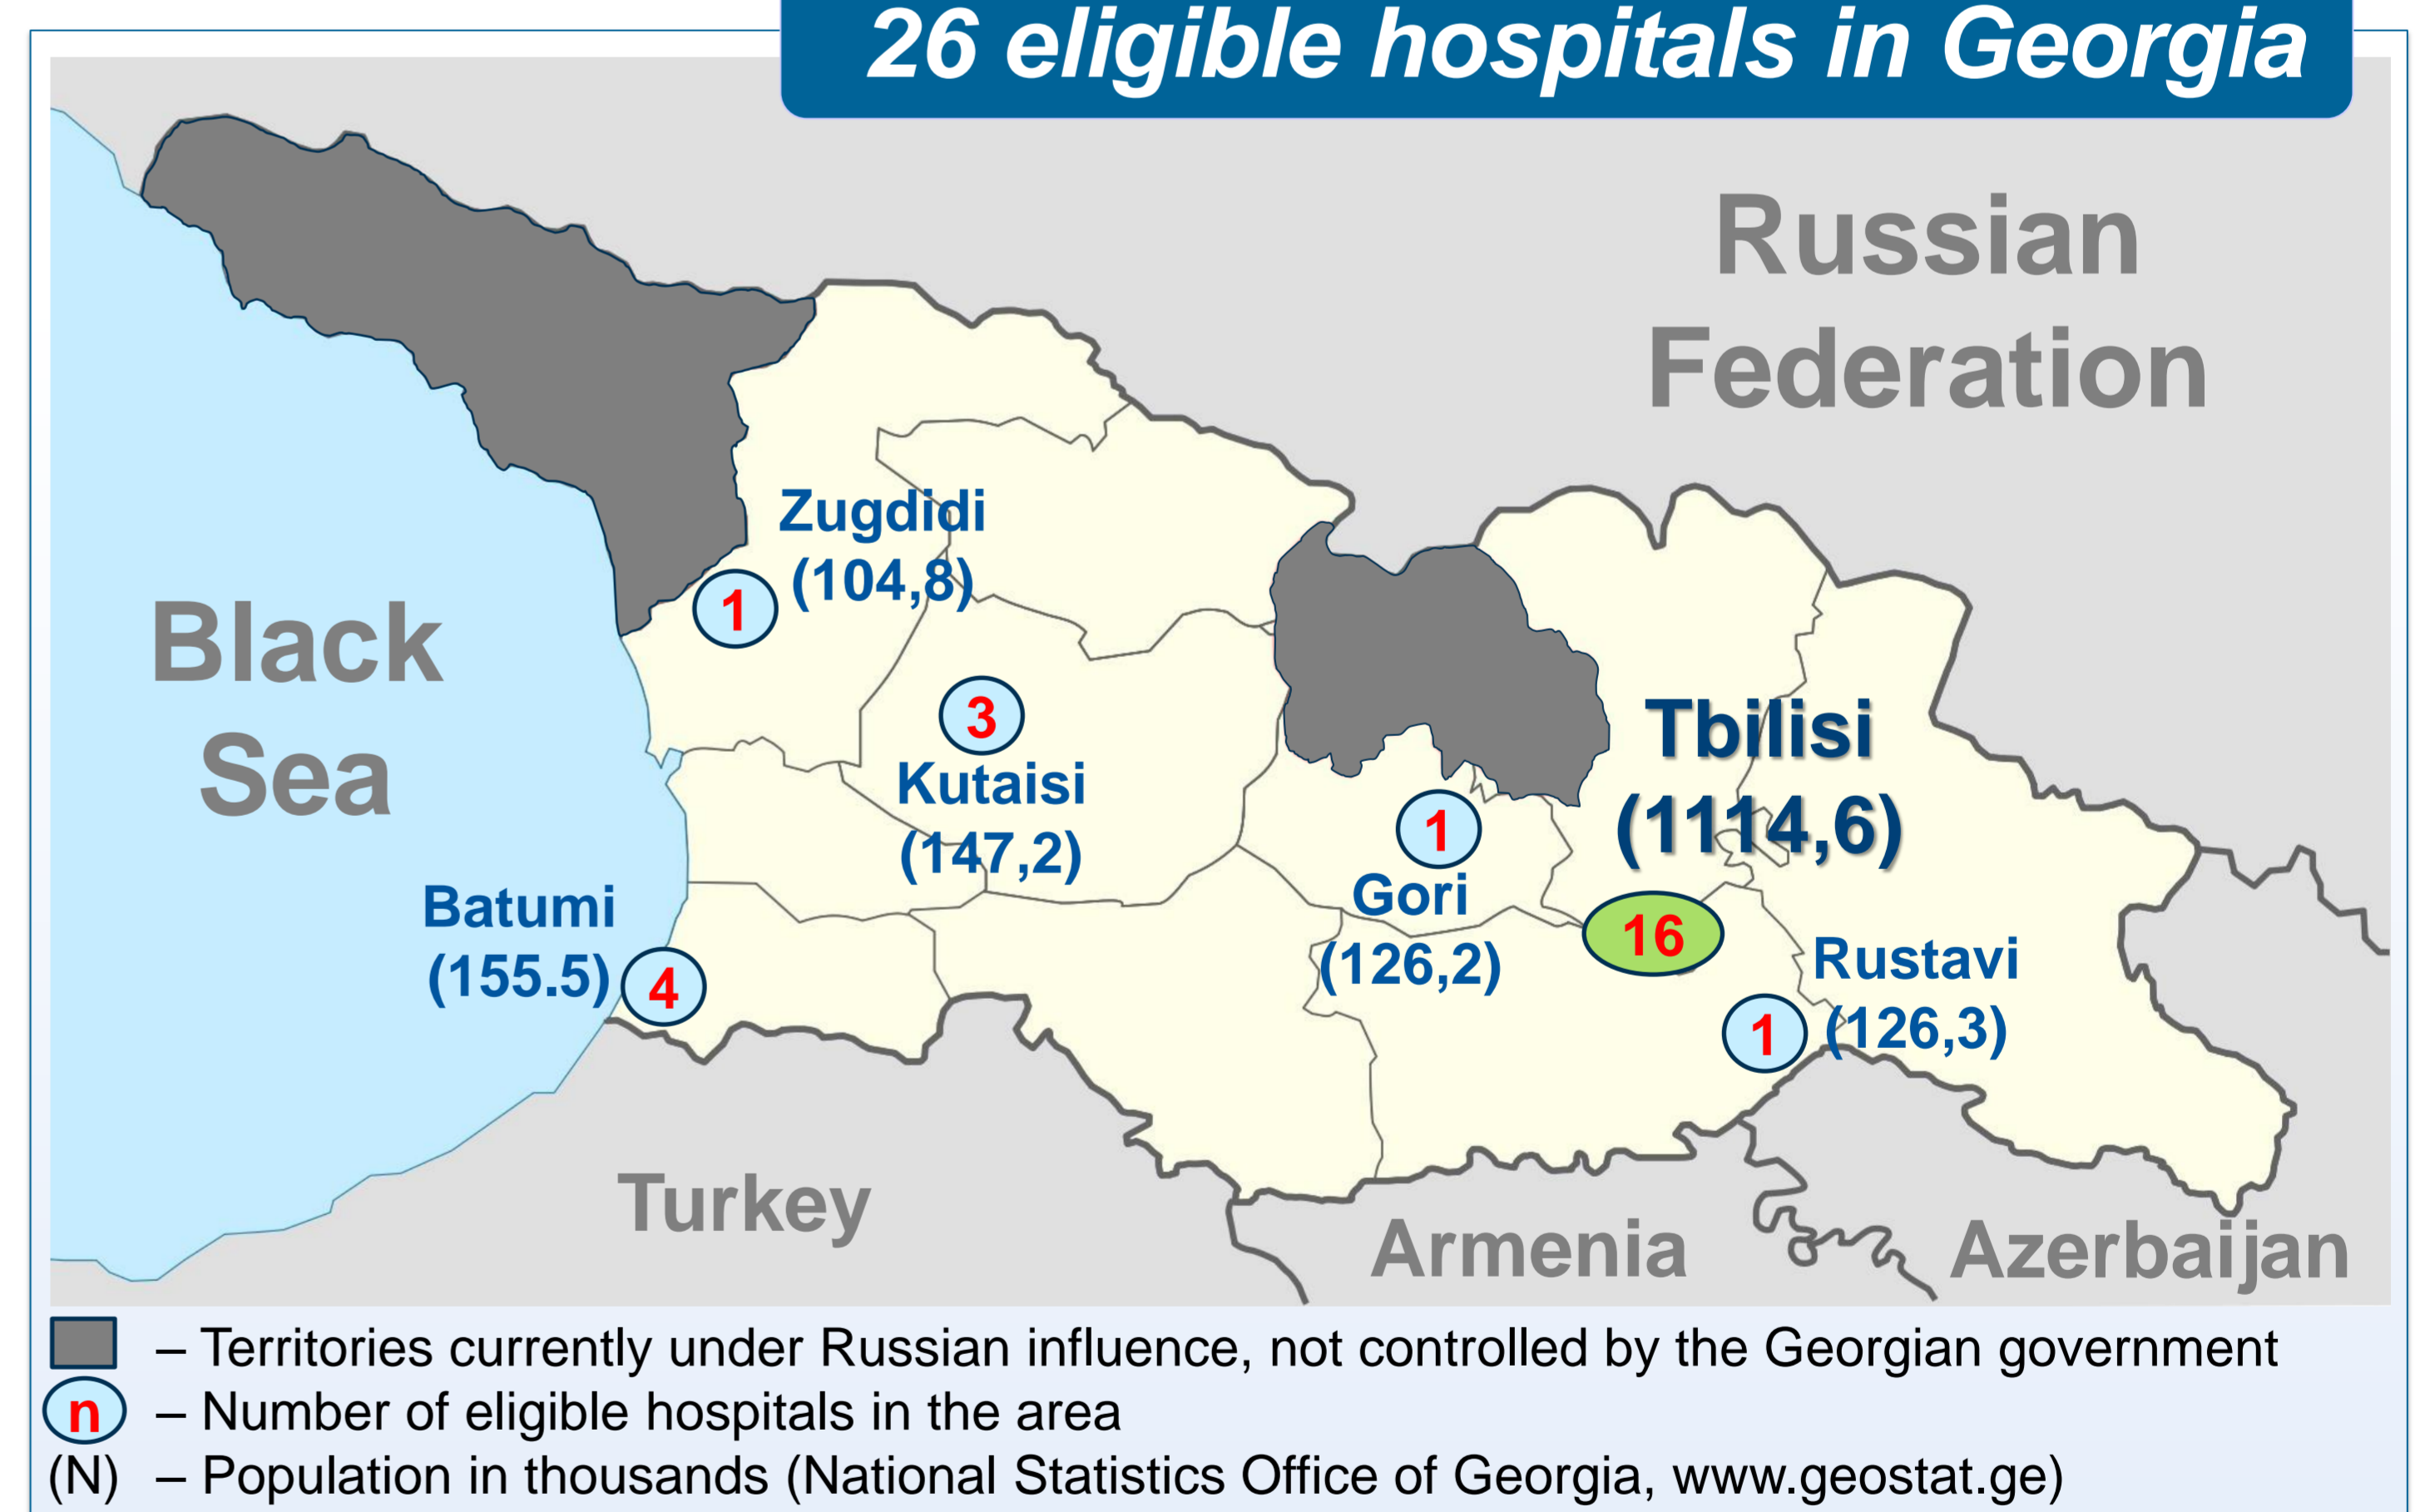 26 eligible hospitals in Georgia
Russian
Federation
Zugdidi
(104,8)
1
Black
Sea
3
Kutaisi
(147,2)
Tbilisi
(1114,6)
1
Gori
(126,2)
16
Batumi
(155.5)
4
Rustavi
(126,3)
1
Turkey
Armenia
Azerbaijan
– Territories currently under Russian influence, not controlled by the Georgian government
n – Number of eligible hospitals in the area
(N) – Population in thousands (National Statistics Office of Georgia, www.geostat.ge)